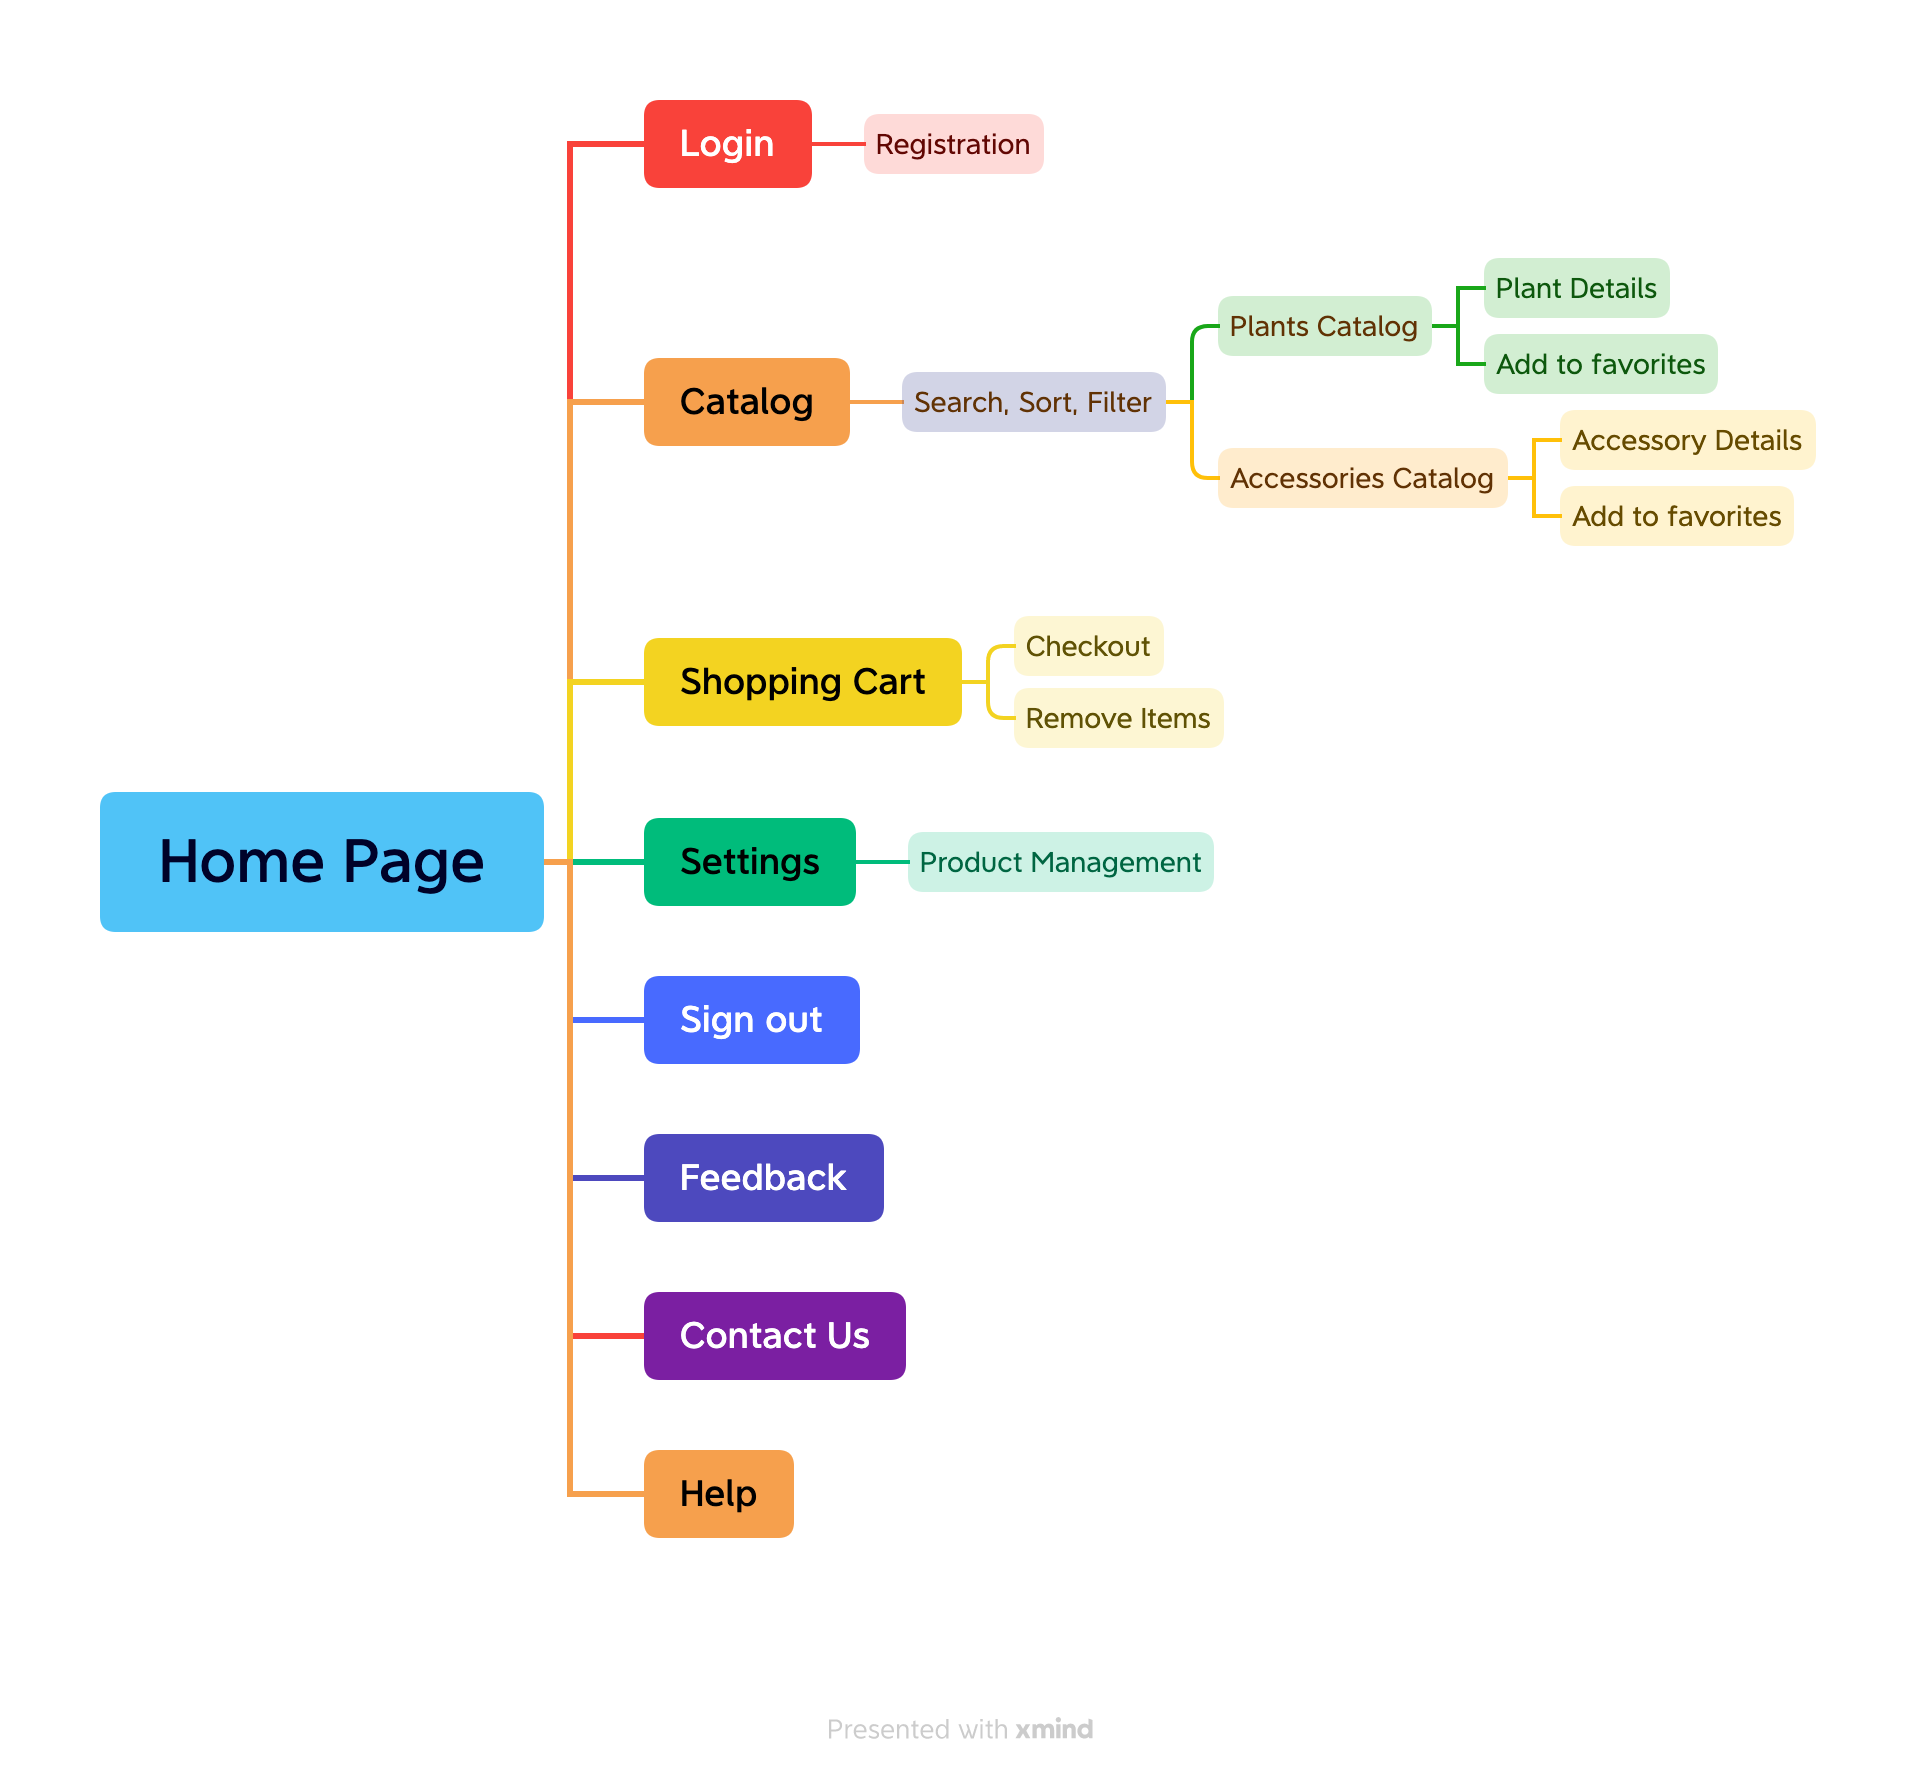 Login
Registration
Catalog
Search, Sort, Filter
Plants Catalog
Plant Details
Add to favorites
Accessories Catalog
Accessory Details
Add to favorites
Shopping Cart
Checkout
Remove Items
Home Page
Settings
Product Management
Sign out
Feedback
Contact Us
Help
Presented with xmind